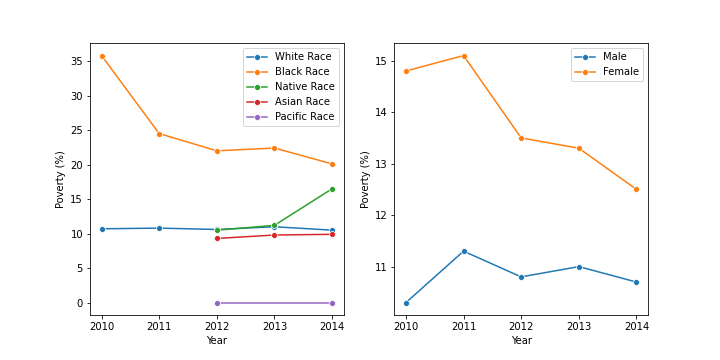 White Race
Black Race
Native Race
Asian Race
Pacific Race
35
30
25
20
15
10
5
0
Poverty (%)
2010 2011 2012 2013 2014
Year
Male
Female
15
14
13
12
11
Poverty (%)
2010 2011 2012 2013 2014
Year